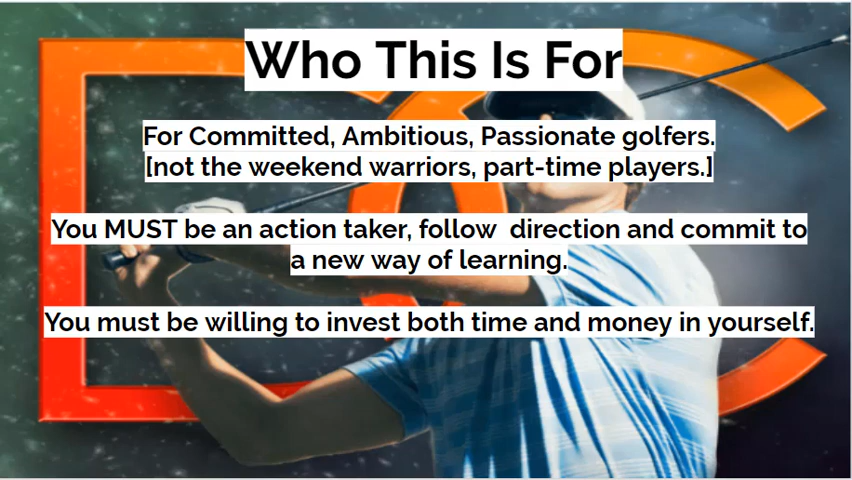 Who This Is For
For Committed, Ambitious, Passionate golfers.
[not the weekend warriors, part-time players.]
You MUST be an action taker, follow  direction and commit to
a new way of learning.
You must be willing to invest both time and money in yourself.